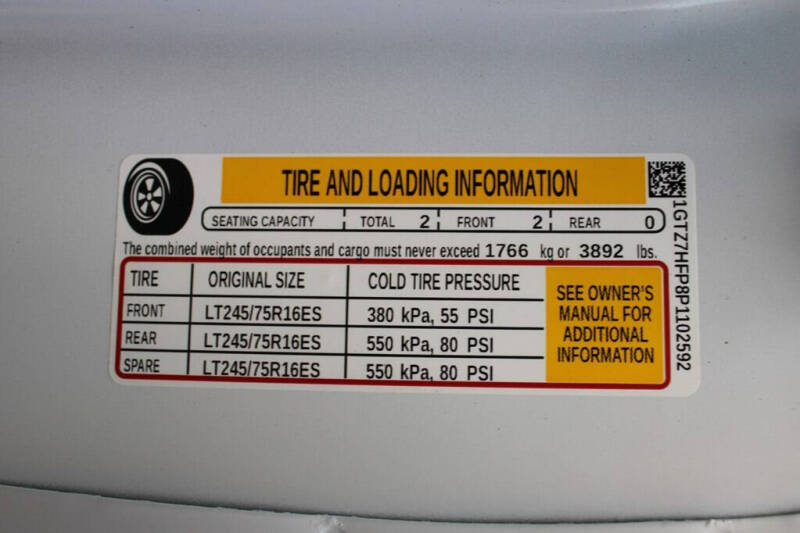 TIRE AND LOADING INFORMATION
SEATING CAPACITY TOTAL 2 FRONT 2 REAR 0
The combined weight of occupants and cargo must never exceed 1766 kg or 3892 lbs.
TIRE ORIGINAL SIZE COLD TIRE PRESSURE
FRONT LT245/75R16ES 380 kPa, 55 PSI
REAR LT245/75R16ES 550 kPa, 80 PSI
SPARE LT245/75R16ES 550 kPa, 80 PSI
SEE OWNER'S
MANUAL FOR
ADDITIONAL
INFORMATION
1GTZ7HFP8P1102592